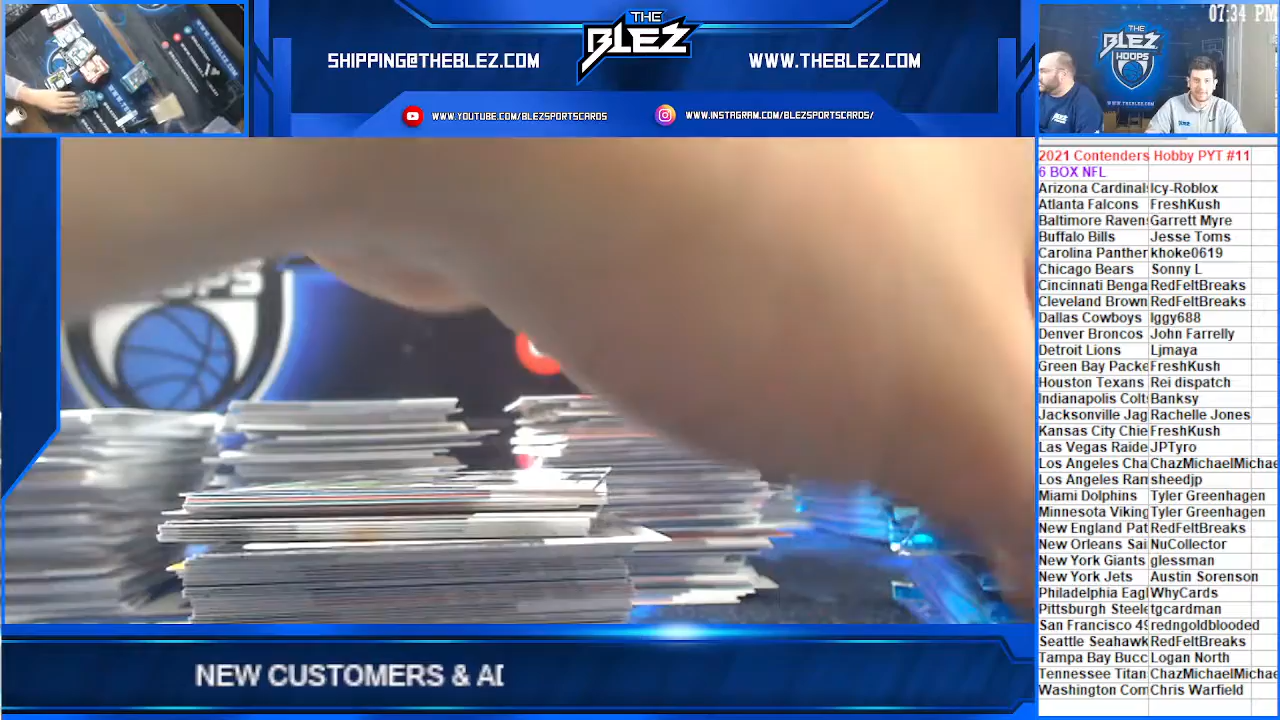 07:34 PM
THE
BLEZ
SHIPPING@THEBLEZ.COM
WWW.THEBLEZ.COM
WWW.YOUTUBE.COM/BLEZSPORTSCARDS
WWW.INSTAGRAM.COM/BLEZSPORTSCARDS/
THE
BLEZ
HOOPS
2021 Contenders Hobby PYT #11
6 BOX NFL
Arizona Cardinals Icy-Roblox
Atlanta Falcons FreshKush
Baltimore Raven Garrett Myre
Buffalo Bills Jesse Toms
Carolina Panther khoke0619
Chicago Bears Sonny L
Cincinnati Benga RedFeltBreaks
Cleveland Brown RedFeltBreaks
Dallas Cowboys Iggy688
Denver Broncos John Farrelly
Detroit Lions Ljmaya
Green Bay Packe FreshKush
Houston Texans Rei dispatch
Indianapolis Colt Banksy
Jacksonville Jag Rachelle Jones
Kansas City Chie FreshKush
Las Vegas Raide JPTyro
Los Angeles Cha ChazMichaelMichae
Los Angeles Ram sheedjp
Miami Dolphins Tyler Greenhagen
Minnesota Viking Tyler Greenhagen
New England Pat RedFeltBreaks
New Orleans Sai NuCollector
New York Giants glessman
New York Jets Austin Sorenson
Philadelphia Eagl WhyCards
Pittsburgh Steele tgcardman
San Francisco 49 redngoldblooded
Seattle Seahawk RedFeltBreaks
Tampa Bay Bucc Logan North
Tennessee Titan ChazMichaelMichae
Washington Com Chris Warfield
NEW CUSTOMERS & AD